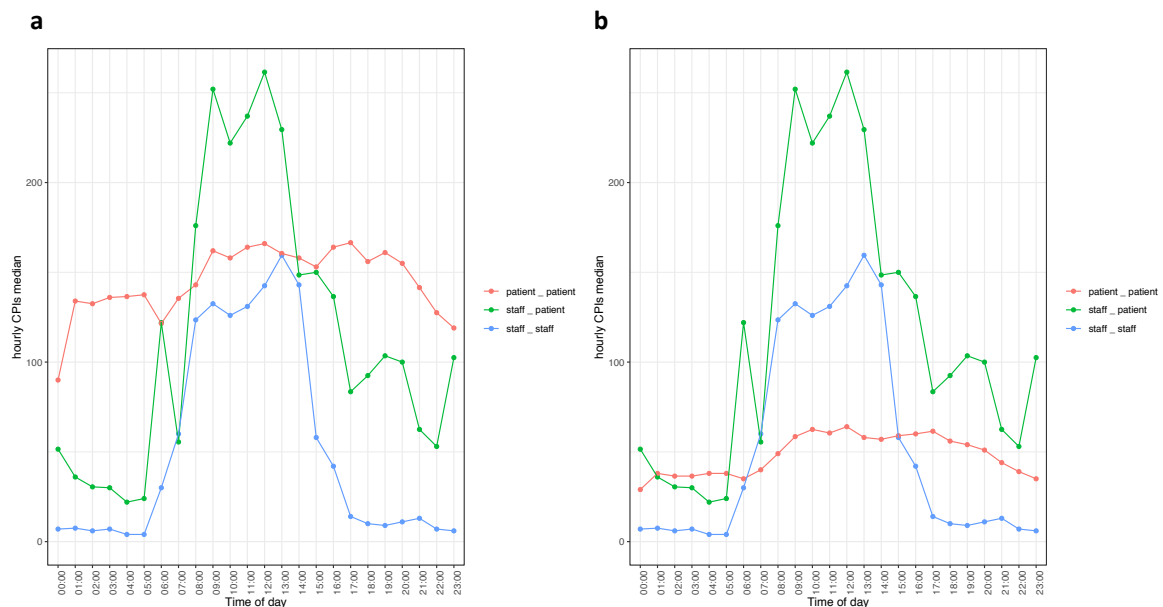 a
hourly CPIs median
200
100
0
00:00 01:00 02:00 03:00 04:00 05:00 06:00 07:00 08:00 09:00 10:00 11:00 12:00 13:00 14:00 15:00 16:00 17:00 18:00 19:00 20:00 21:00 22:00 23:00
Time of day
patient _ patient
staff _ patient
staff _ staff
b
hourly CPIs median
200
100
0
00:00 01:00 02:00 03:00 04:00 05:00 06:00 07:00 08:00 09:00 10:00 11:00 12:00 13:00 14:00 15:00 16:00 17:00 18:00 19:00 20:00 21:00 22:00 23:00
Time of day
patient _ patient
staff _ patient
staff _ staff